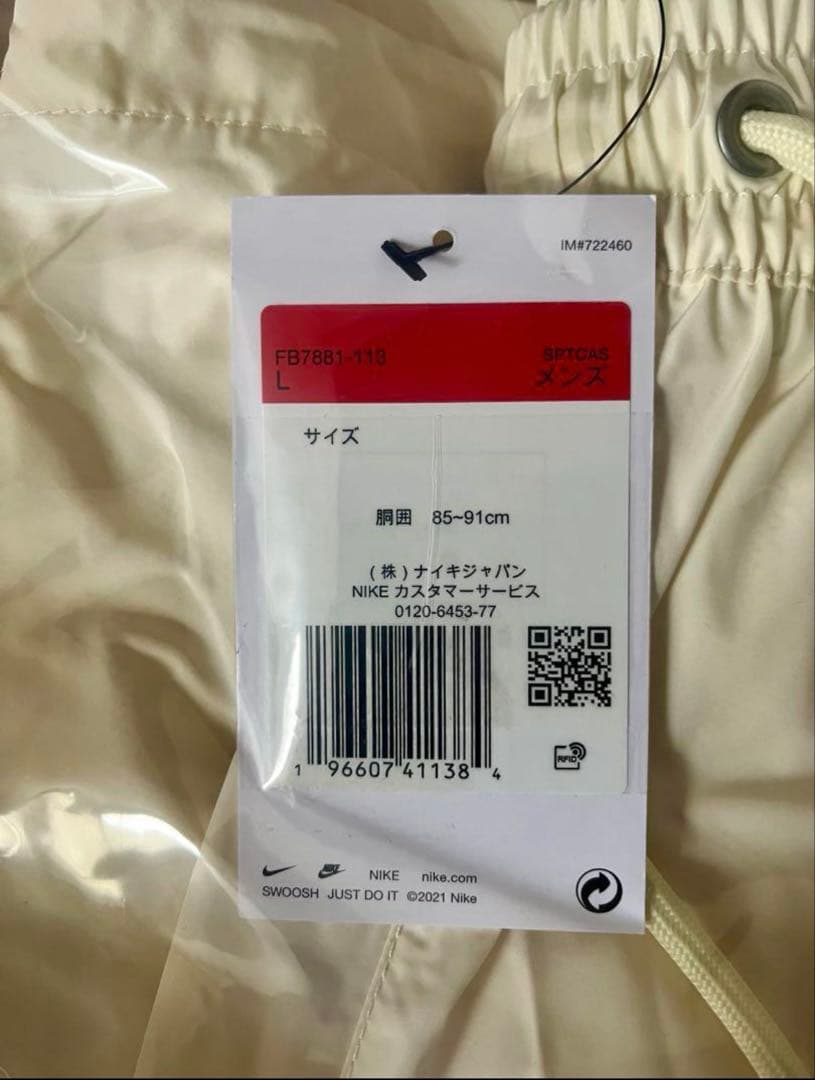 IM#722460
FB7881-113
SPTCAS
L
メンズ
サイズ
胴囲 85~91cm
(株)ナイキジャパン
NIKE カスタマーサービス
0120-6453-77
1 96607 41138 4
RFID
NIKE nike.com
SWOOSH JUST DO IT ©2021 Nike